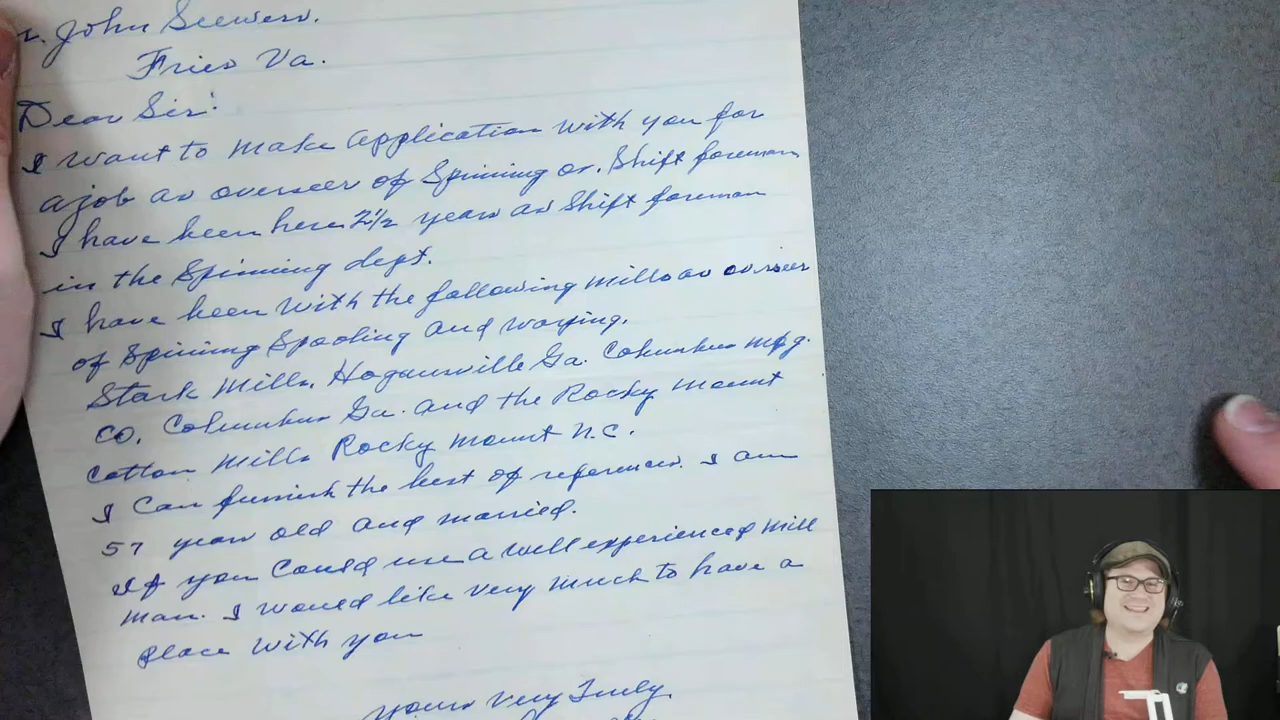 John Seewers.
Fries Va.
Dear Sir:
I want to make application with you for
a job as overseer of Spinning or. Shift foreman
I have been here 2 1/2 years as Shift foreman
in the Spinning dept.
I have been with the following mills as overseer
of Spinning Spooling and warping.
Stark Mills, Hogansville Ga. Columbus mfg.
Co. Columbus Ga. and the Rocky mount
Cotton Mills Rocky Mount N.C.
I Can furnish the best of references. I am
57 years old and married.
If you Could use a well experienced mill
man. I would like very much to have a
place with you
yours very Truly